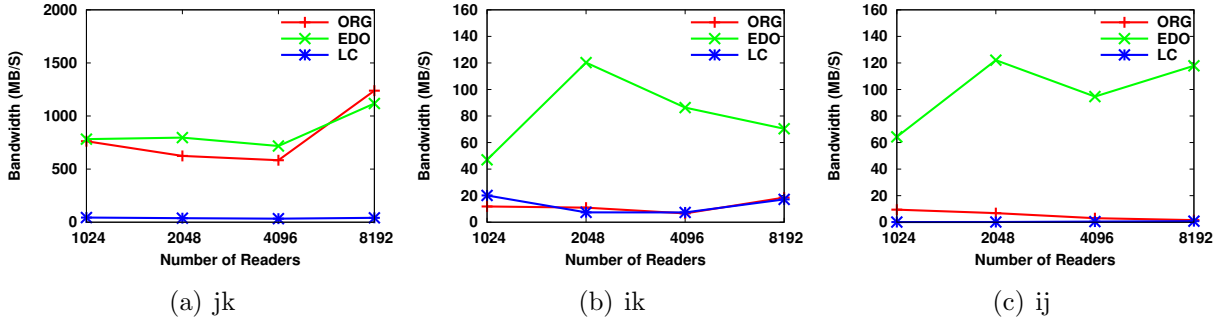 2000
1500
1000
500
0
Bandwidth (MB/S)
ORG
EDO
LC
1024 2048 4096 8192
Number of Readers
(a) jk
160
140
120
100
80
60
40
20
0
Bandwidth (MB/S)
ORG
EDO
LC
1024 2048 4096 8192
Number of Readers
(b) ik
160
140
120
100
80
60
40
20
0
Bandwidth (MB/S)
ORG
EDO
LC
1024 2048 4096 8192
Number of Readers
(c) ij